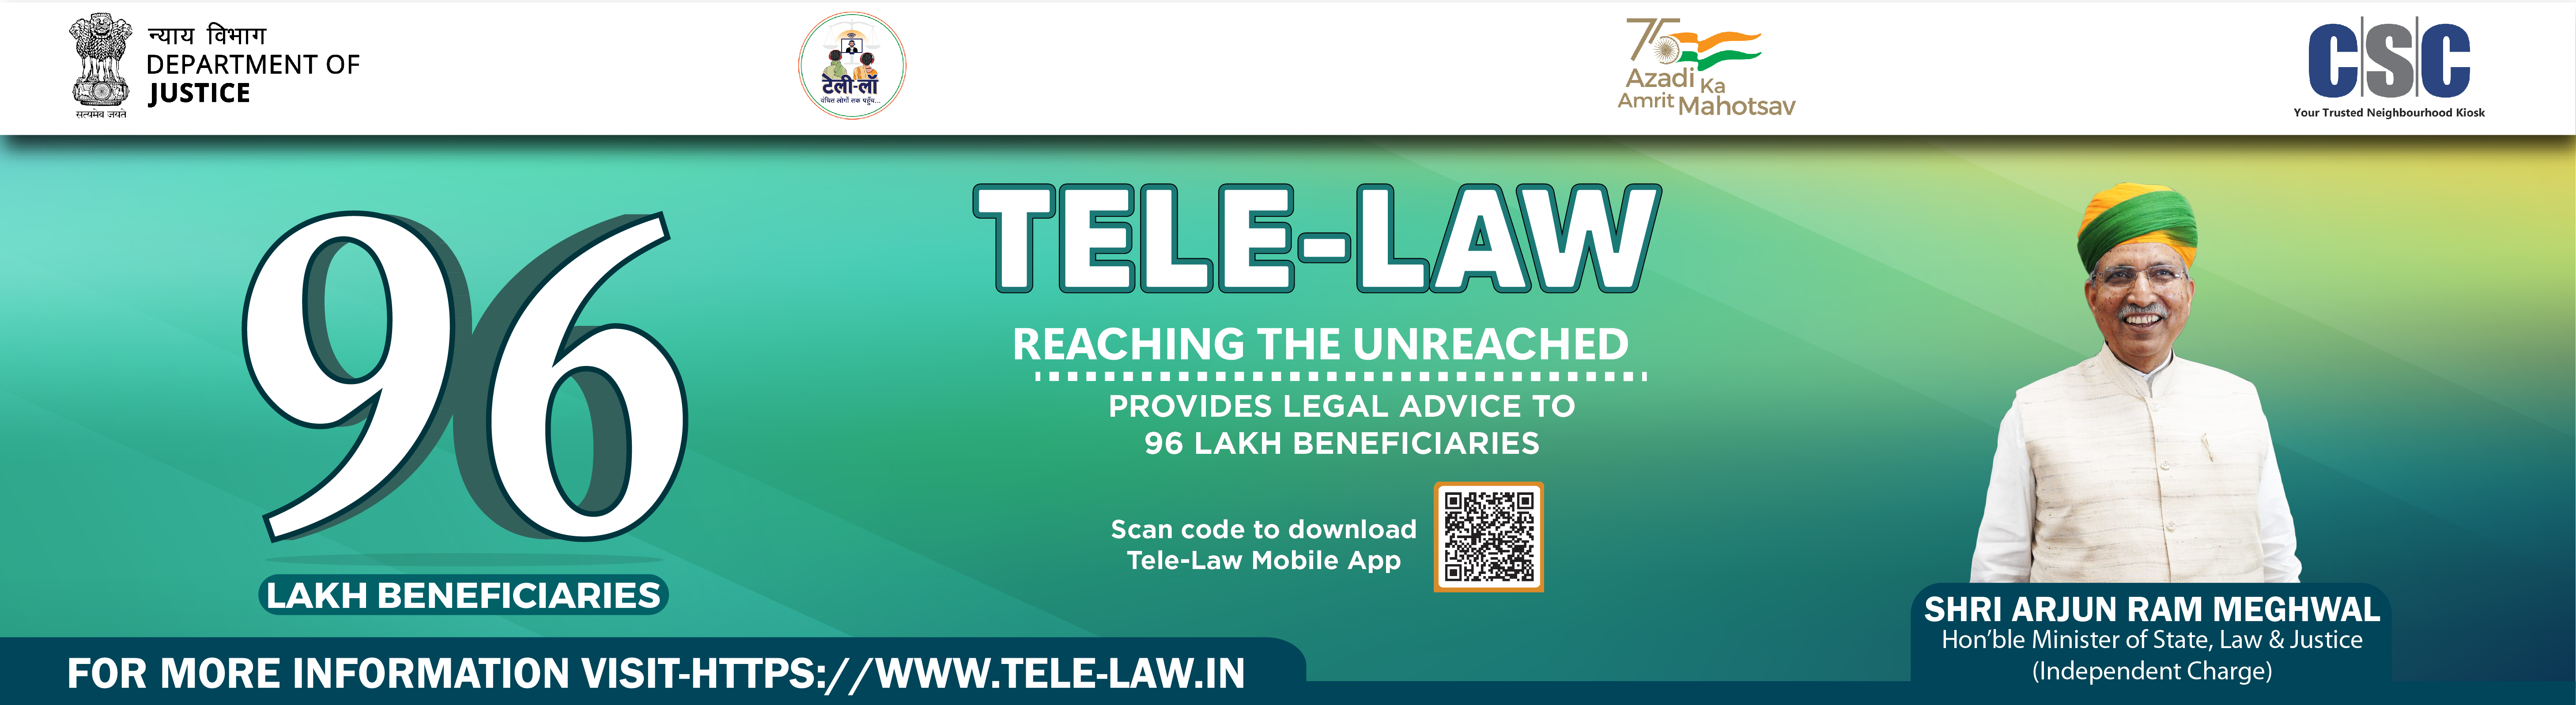 न्याय विभाग
DEPARTMENT OF
JUSTICE
सत्यमेव जयते
टेली-लॉ
वंचित लोगों तक पहुँच...
75
Azadi Ka
Amrit Mahotsav
CSC
Your Trusted Neighbourhood Kiosk
96
LAKH BENEFICIARIES
TELE-LAW
REACHING THE UNREACHED
PROVIDES LEGAL ADVICE TO
96 LAKH BENEFICIARIES
Scan code to download
Tele-Law Mobile App
SHRI ARJUN RAM MEGHWAL
Hon'ble Minister of State, Law & Justice
(Independent Charge)
FOR MORE INFORMATION VISIT-HTTPS://WWW.TELE-LAW.IN